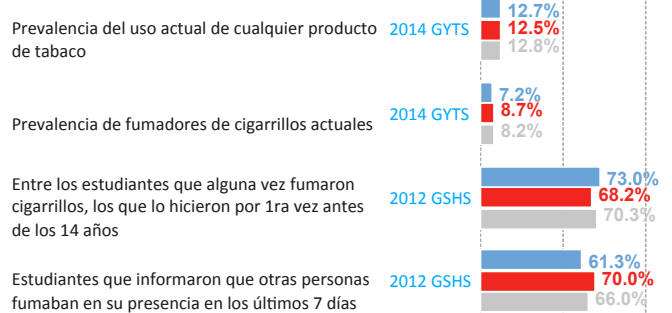 Prevalencia del uso actual de cualquier producto
de tabaco
2014 GYTS
12.7%
12.5%
12.8%
Prevalencia de fumadores de cigarrillos actuales
2014 GYTS
7.2%
8.7%
8.2%
Entre los estudiantes que alguna vez fumaron
cigarrillos, los que lo hicieron por 1ra vez antes
de los 14 años
2012 GSHS
73.0%
68.2%
70.3%
Estudiantes que informaron que otras personas
fumaban en su presencia en los últimos 7 días
2012 GSHS
61.3%
70.0%
66.0%